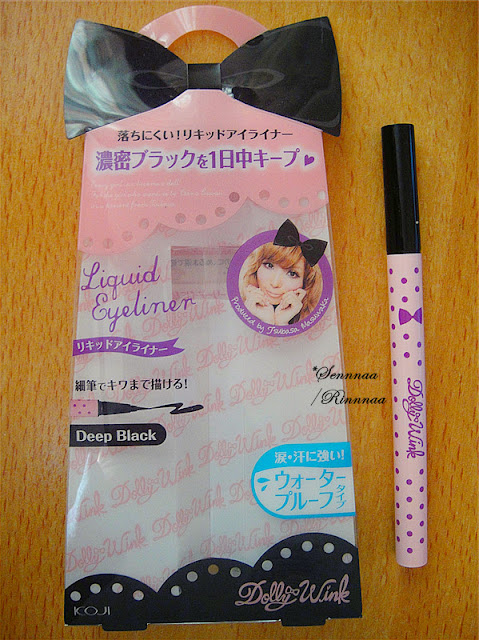 落ちにくい!リキッドアイライナー
濃密ブラックを1日中キープ♥
Liquid
Eyeliner
Produced by Tsubasa Masuwaka
リキッドアイライナー
*Sennnaa
/Rinnnaa
細筆でキワまで描ける!
Deep Black
涙・汗に強い!
ウォーター
プルーフタイプ
Dolly Wink
KOJI
Dolly Wink